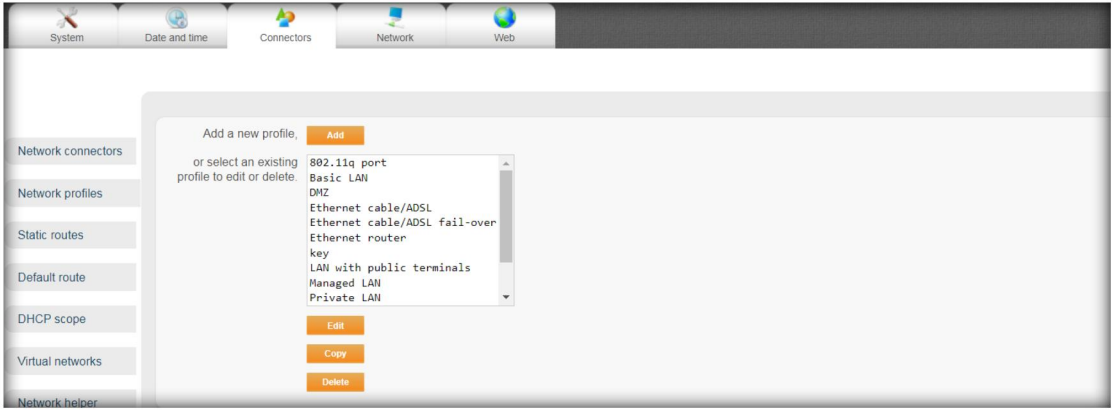 System
Date and time
Connectors
Network
Web
Network connectors
Network profiles
Static routes
Default route
DHCP scope
Virtual networks
Network helper
Add a new profile,
Add
or select an existing
profile to edit or delete.
802.11q port
Basic LAN
DMZ
Ethernet cable/ADSL
Ethernet cable/ADSL fail-over
Ethernet router
key
LAN with public terminals
Managed LAN
Private LAN
Edit
Copy
Delete